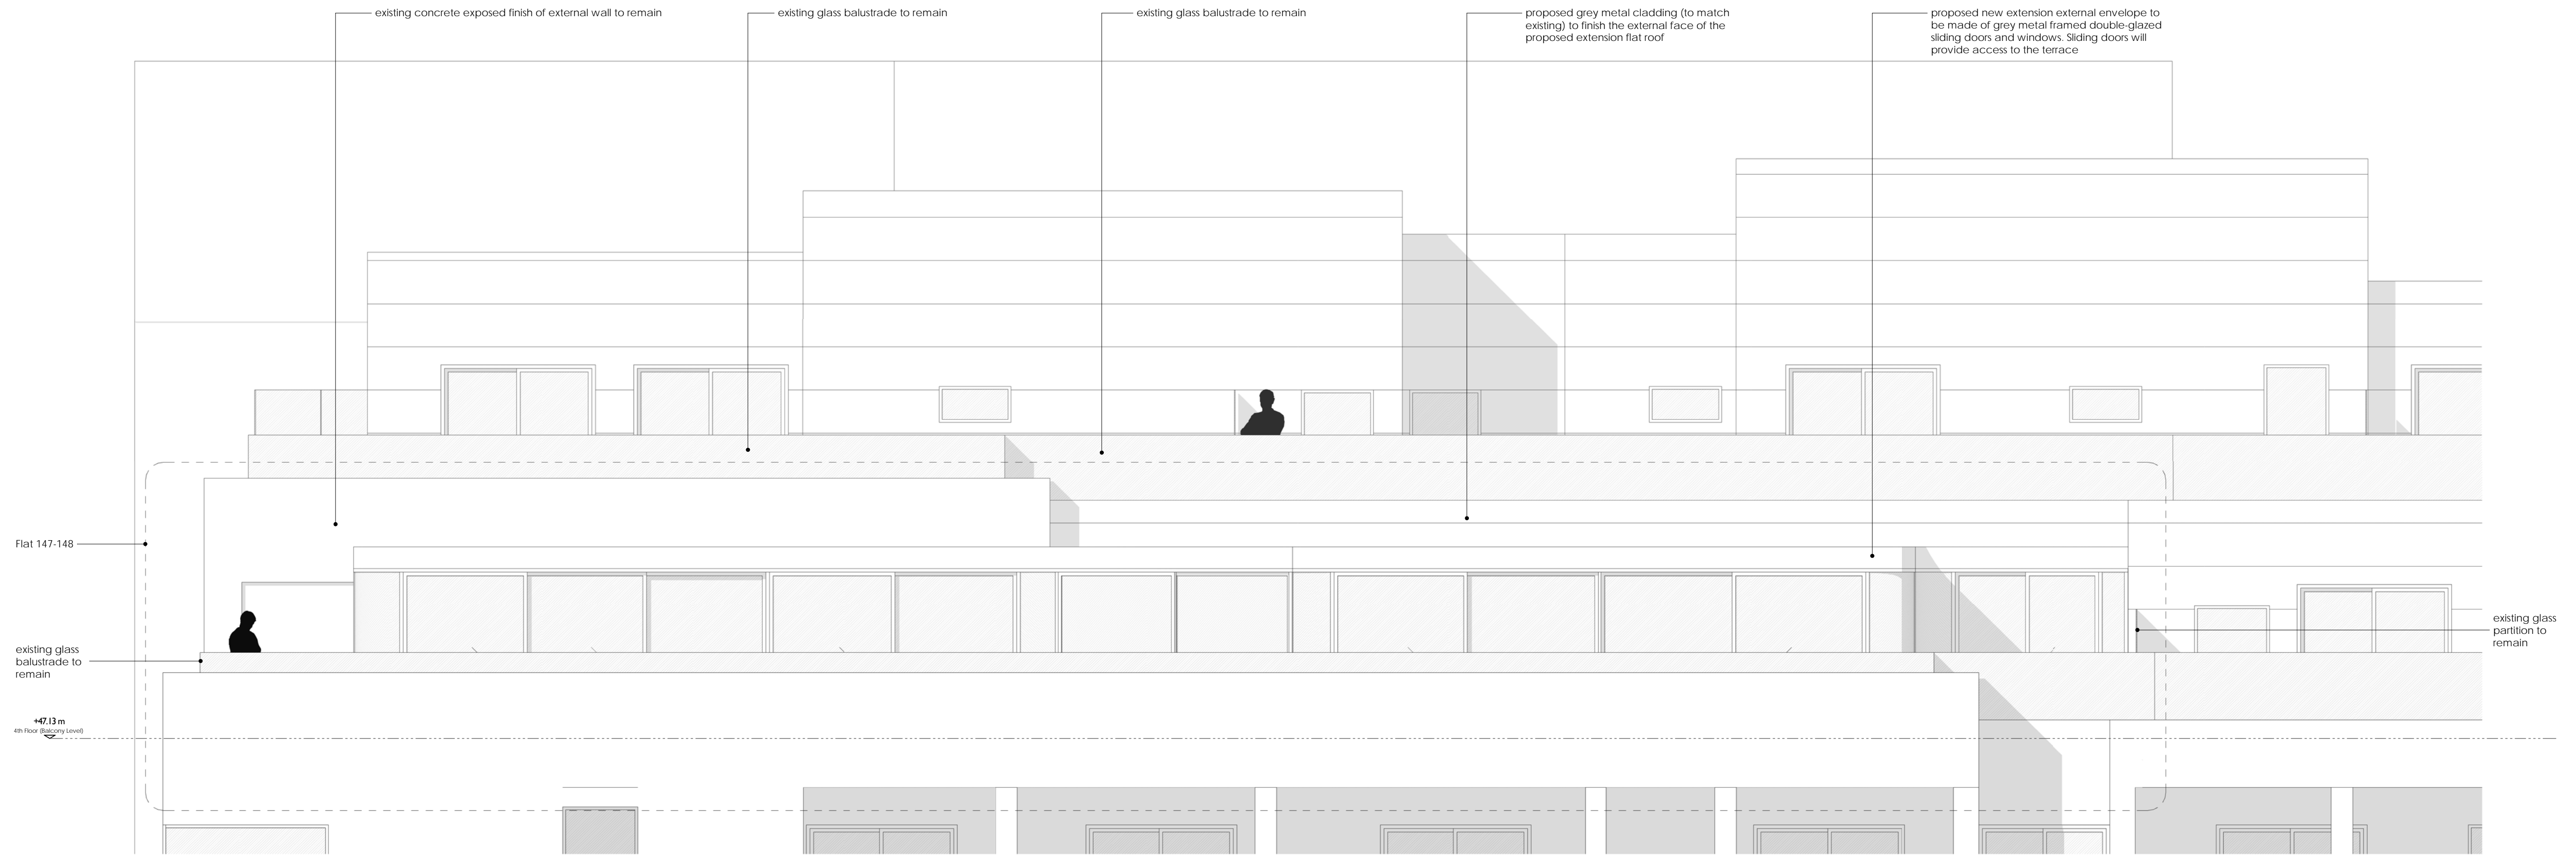 existing concrete exposed finish of external wall to remain
existing glass balustrade to remain
existing glass balustrade to remain
proposed grey metal cladding (to match
existing) to finish the external face of the
proposed extension flat roof
proposed new extension external envelope to
be made of grey metal framed double-glazed
sliding doors and windows. Sliding doors will
provide access to the terrace
Flat 147-148
existing glass
balustrade to
remain
existing glass
partition to
remain
+47.13 m
4th Floor (Balcony Level)